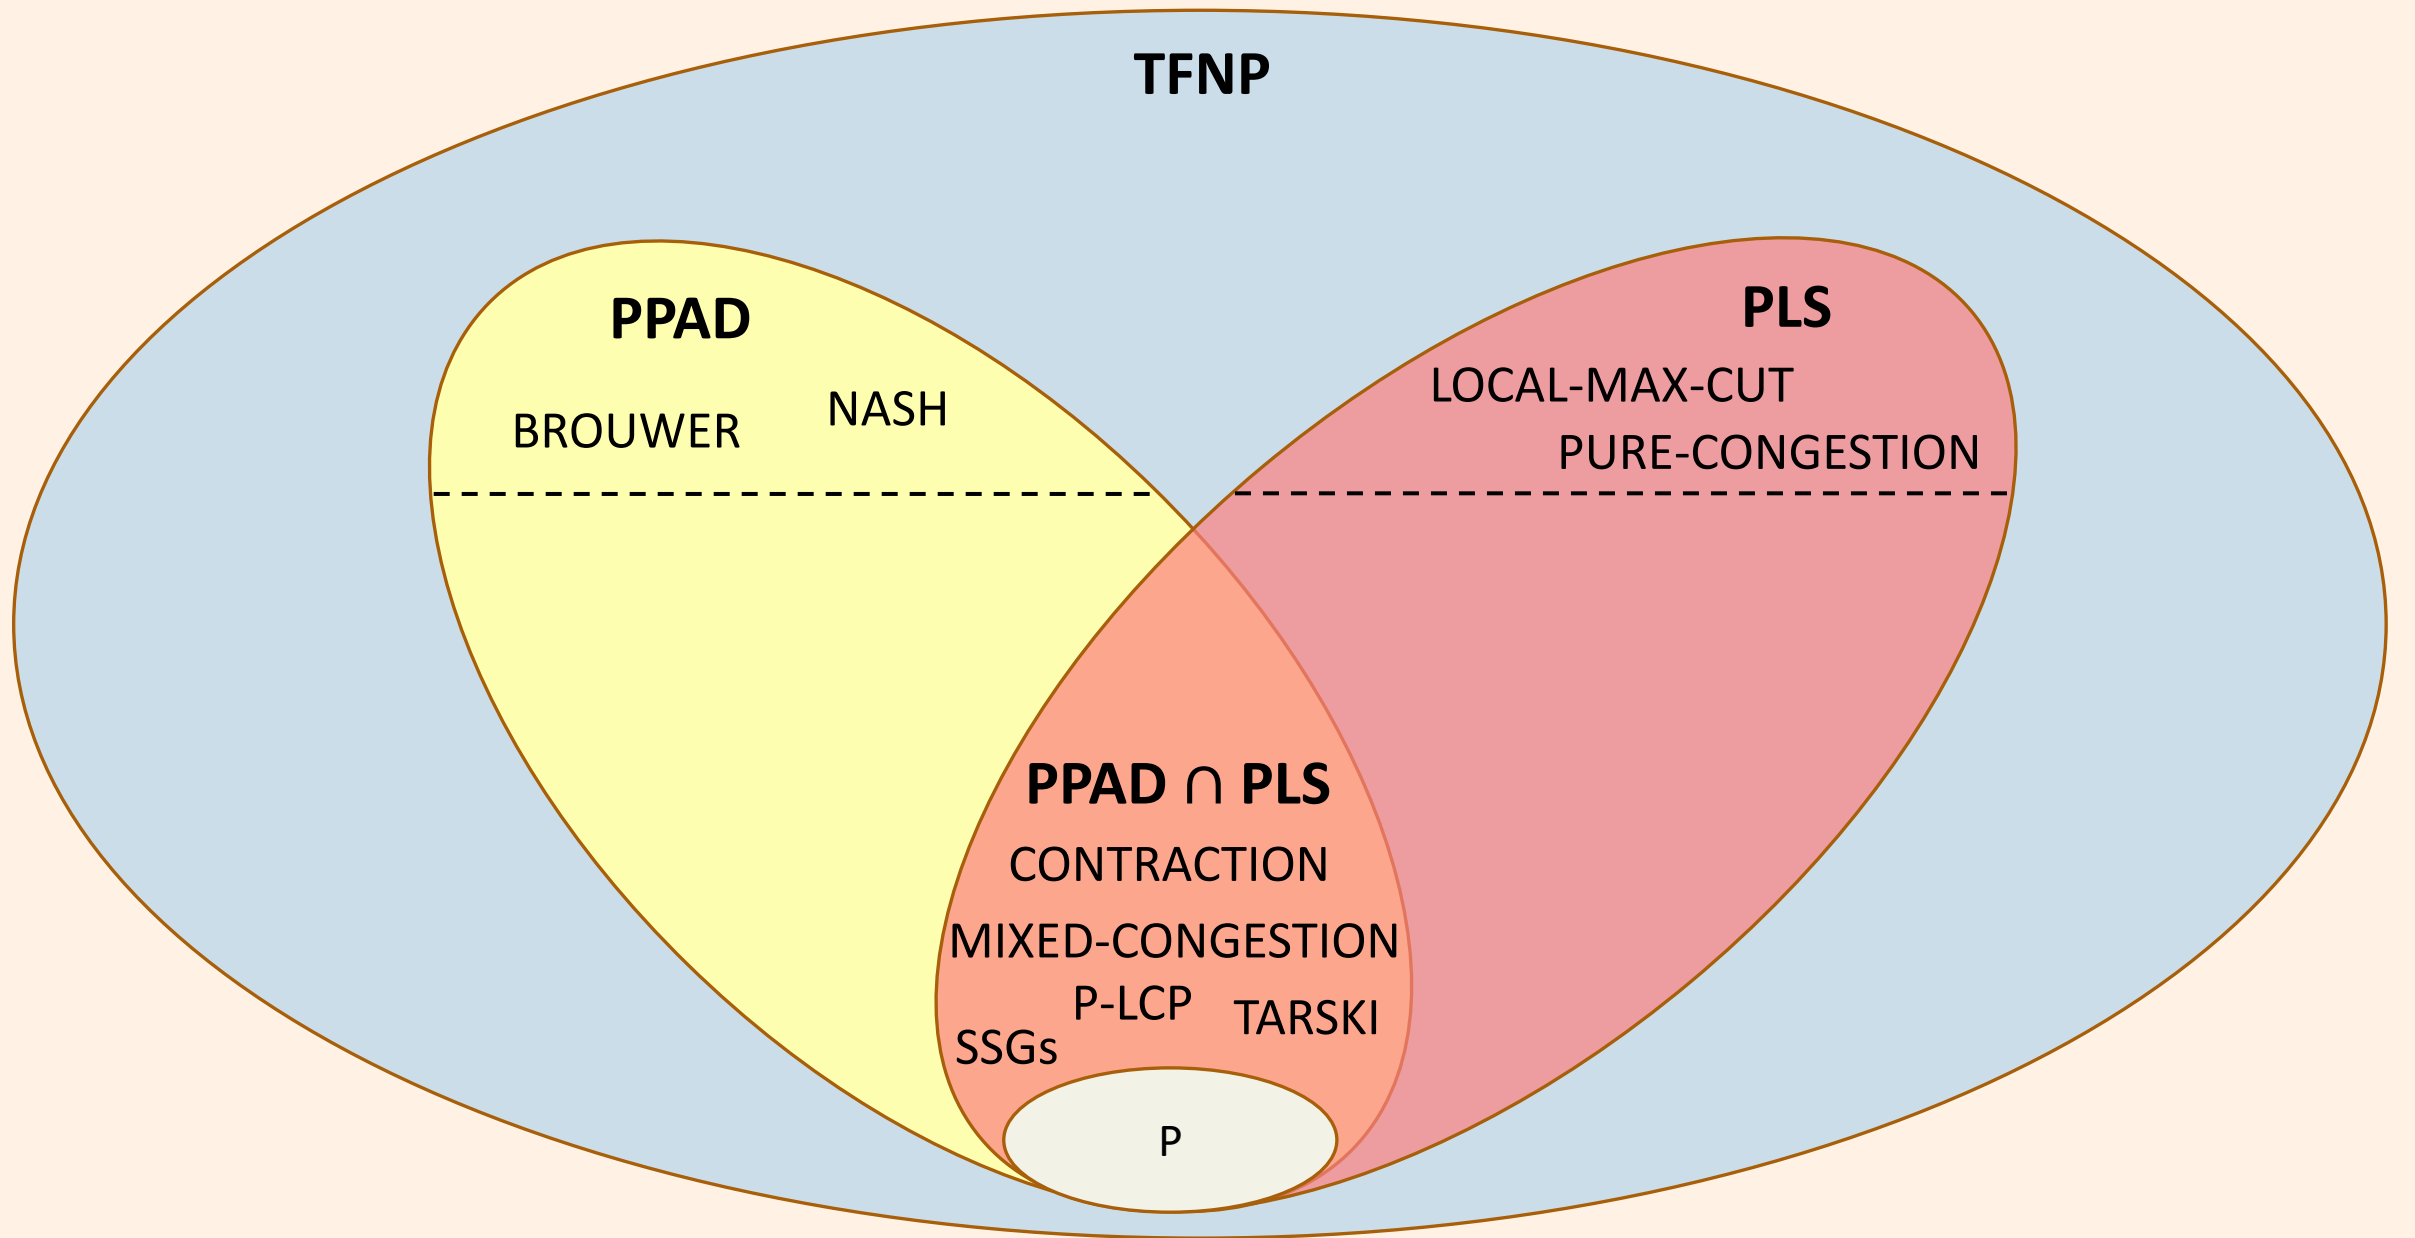 TFNP
PPAD
BROUWER
NASH
PLS
LOCAL-MAX-CUT
PURE-CONGESTION
PPAD ∩ PLS
CONTRACTION
MIXED-CONGESTION
P-LCP
TARSKI
SSGs
P